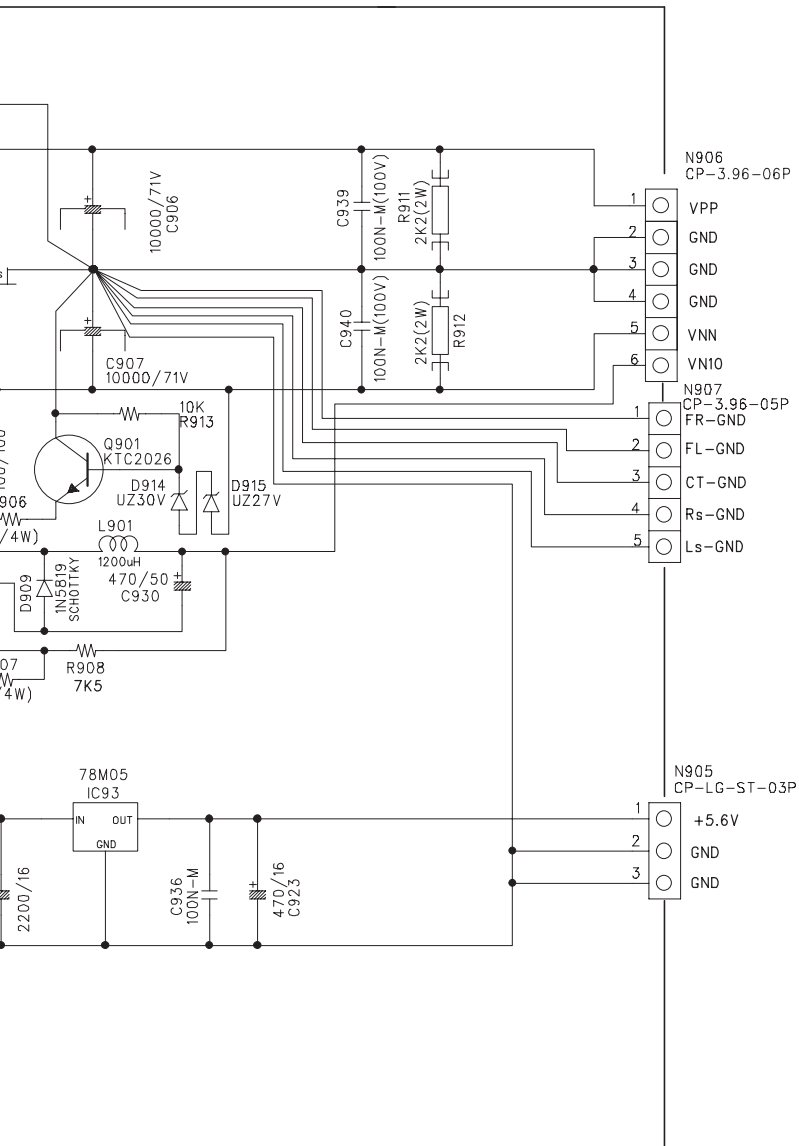 N906
CP-3.96-06P
1 VPP
2 GND
3 GND
4 GND
5 VNN
6 VN10
N907
CP-3.96-05P
1 FR-GND
2 FL-GND
3 CT-GND
4 Rs-GND
5 Ls-GND
10000/71V
C906
+
C939
100N-M(100V)
R911
2K2(2W)
s
+
C907
10000/71V
C940
100N-M(100V)
2K2(2W)
R912
10K
R913
Q901
KTC2026
D914
UZ30V
D915
UZ27V
906
/4W)
L901
1200uH
470/50
C930
+
D909
1N5819
SCHOTTKY
07
/4W)
R908
7K5
78M05
IC93
IN OUT
GND
2200/16
C936
100N-M
+
470/16
C923
N905
CP-LG-ST-03P
1 +5.6V
2 GND
3 GND